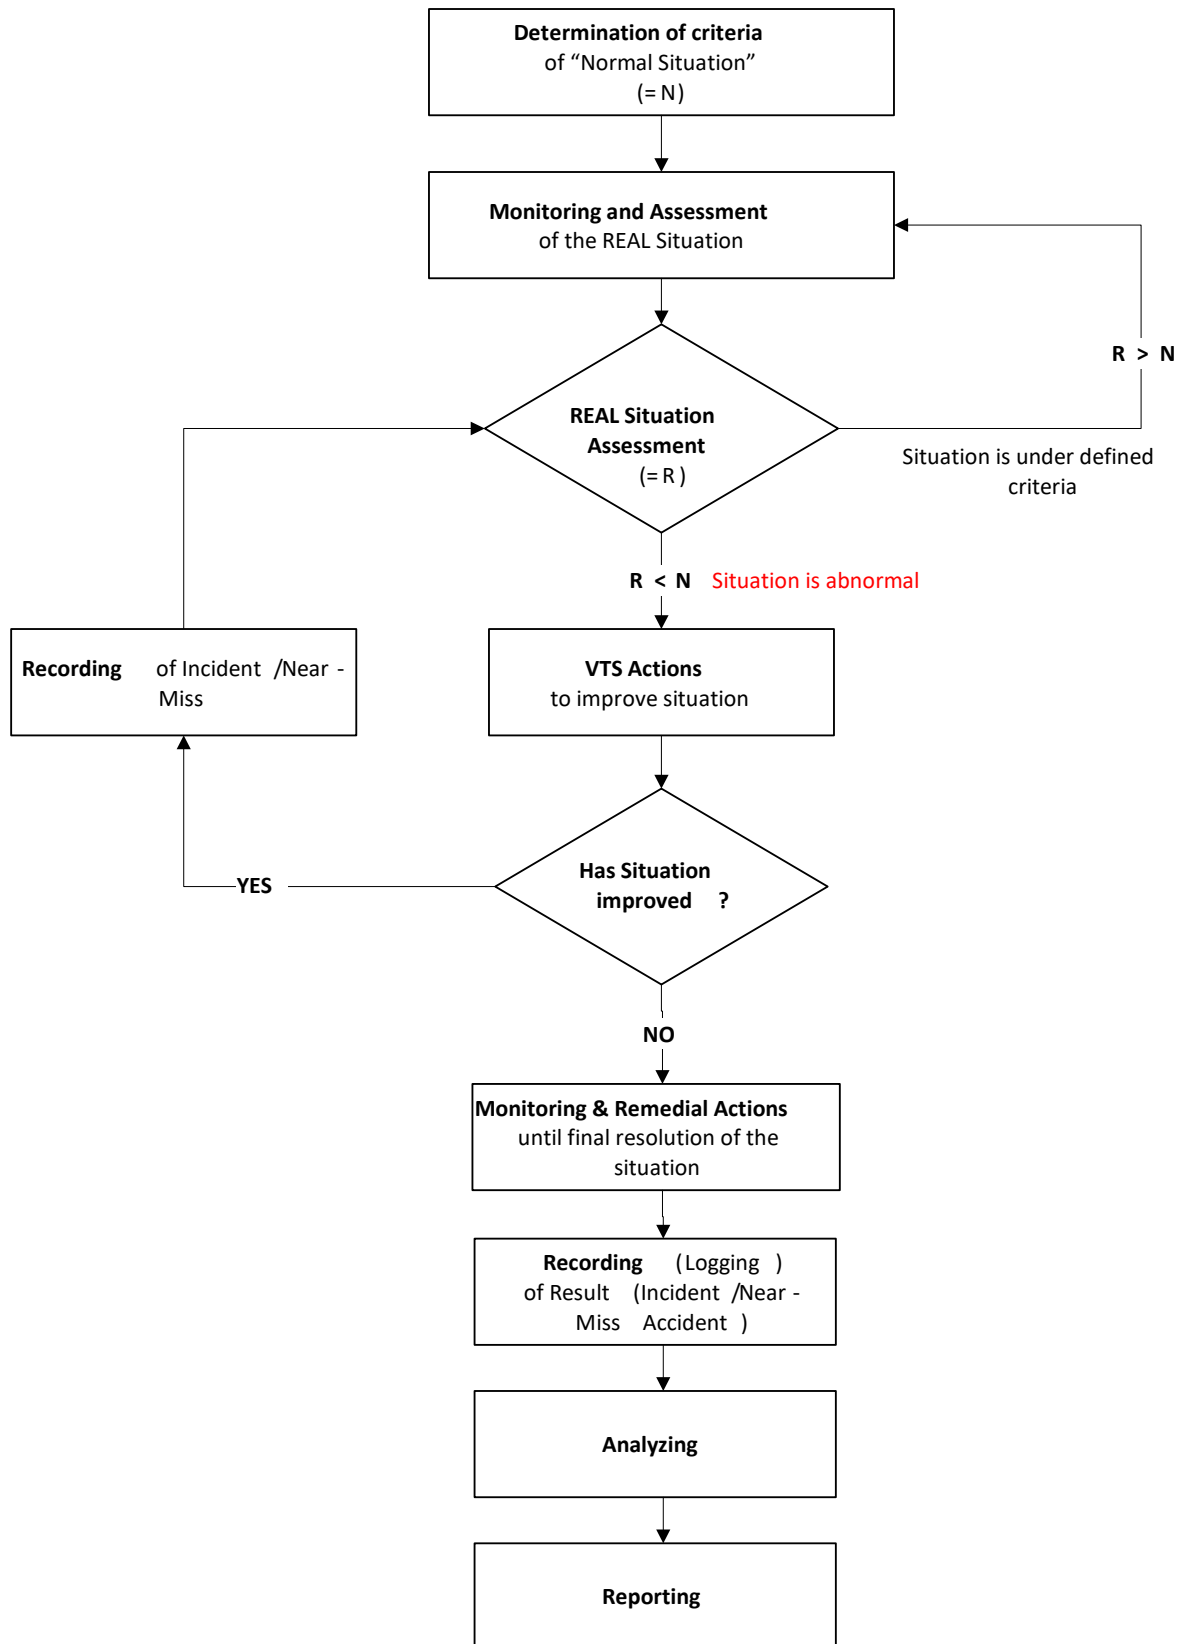 Determination of criteria
of “Normal Situation”
(= N)
Monitoring and Assessment
of the REAL Situation
R > N
REAL Situation
Assessment
(= R )
Situation is under defined
criteria
R < N Situation is abnormal
Recording of Incident /Near -
Miss
VTS Actions
to improve situation
Has Situation
improved ?
YES
NO
Monitoring & Remedial Actions
until final resolution of the
situation
Recording (Logging )
of Result (Incident /Near -
Miss Accident )
Analyzing
Reporting